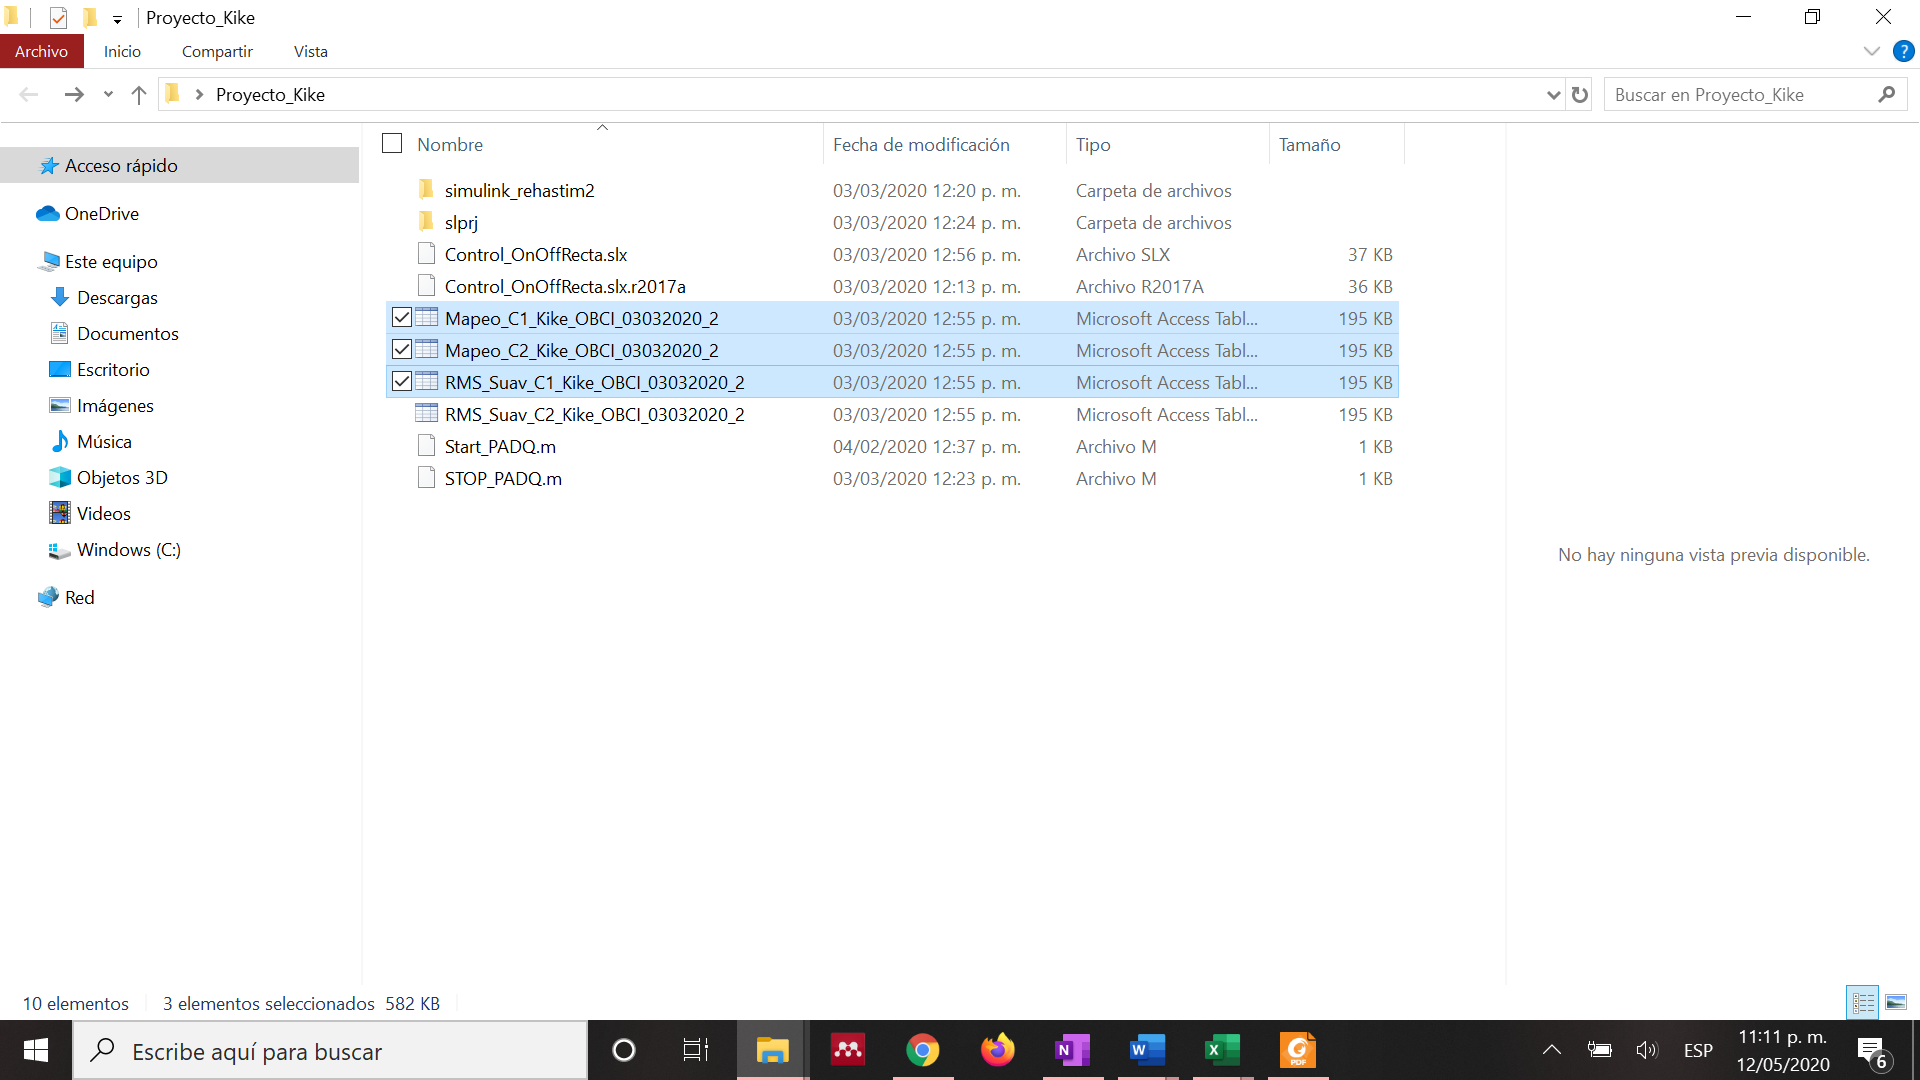 Proyecto_Kike
Archivo Inicio Compartir Vista
Proyecto_Kike
Buscar en Proyecto_Kike
Nombre Fecha de modificación Tipo Tamaño
Acceso rápido
OneDrive
Este equipo
Descargas
Documentos
Escritorio
Imágenes
Música
Objetos 3D
Videos
Windows (C:)
Red
simulink_rehastim2 03/03/2020 12:20 p. m. Carpeta de archivos
slprj 03/03/2020 12:24 p. m. Carpeta de archivos
Control_OnOffRecta.slx 03/03/2020 12:56 p. m. Archivo SLX 37 KB
Control_OnOffRecta.slx.r2017a 03/03/2020 12:13 p. m. Archivo R2017A 36 KB
Mapeo_C1_Kike_OBCI_03032020_2 03/03/2020 12:55 p. m. Microsoft Access Tabl... 195 KB
Mapeo_C2_Kike_OBCI_03032020_2 03/03/2020 12:55 p. m. Microsoft Access Tabl... 195 KB
RMS_Suav_C1_Kike_OBCI_03032020_2 03/03/2020 12:55 p. m. Microsoft Access Tabl... 195 KB
RMS_Suav_C2_Kike_OBCI_03032020_2 03/03/2020 12:55 p. m. Microsoft Access Tabl... 195 KB
Start_PADQ.m 04/02/2020 12:37 p. m. Archivo M 1 KB
STOP_PADQ.m 03/03/2020 12:23 p. m. Archivo M 1 KB
No hay ninguna vista previa disponible.
10 elementos 3 elementos seleccionados 582 KB
Escribe aquí para buscar
N
W
X
PDF
ESP
11:11 p. m.
12/05/2020
6